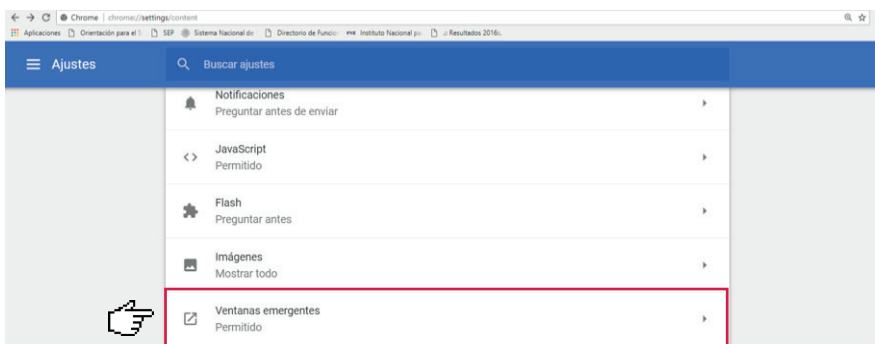 Chrome | chrome://settings/content
Aplicaciones Orientación para el S SEP Sistema Nacional de Directorio de Funcio Instituto Nacional pa Resultados 2016
Ajustes Buscar ajustes
Notificaciones
Preguntar antes de enviar
JavaScript
Permitido
Flash
Preguntar antes
Imágenes
Mostrar todo
Ventanas emergentes
Permitido